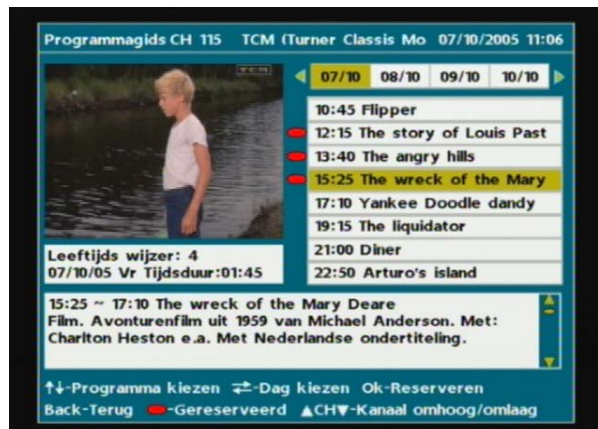 Programmagids CH 115 TCM (Turner Classis Mo 07/10/2005 11:06
TCM
07/10 08/10 09/10 10/10
10:45 Flipper
12:15 The story of Louis Past
13:40 The angry hills
15:25 The wreck of the Mary
17:10 Yankee Doodle dandy
19:15 The liquidator
21:00 Diner
22:50 Arturo's island
Leeftijds wijzer: 4
07/10/05 Vr Tijdsduur:01:45
15:25 ~ 17:10 The wreck of the Mary Deare
Film. Avonturenfilm uit 1959 van Michael Anderson. Met:
Charlton Heston e.a. Met Nederlandse ondertiteling.
↑↓-Programma kiezen ⇄-Dag kiezen Ok-Reserveren
Back-Terug -Gereserveerd ▲CH▼-Kanaal omhoog/omlaag